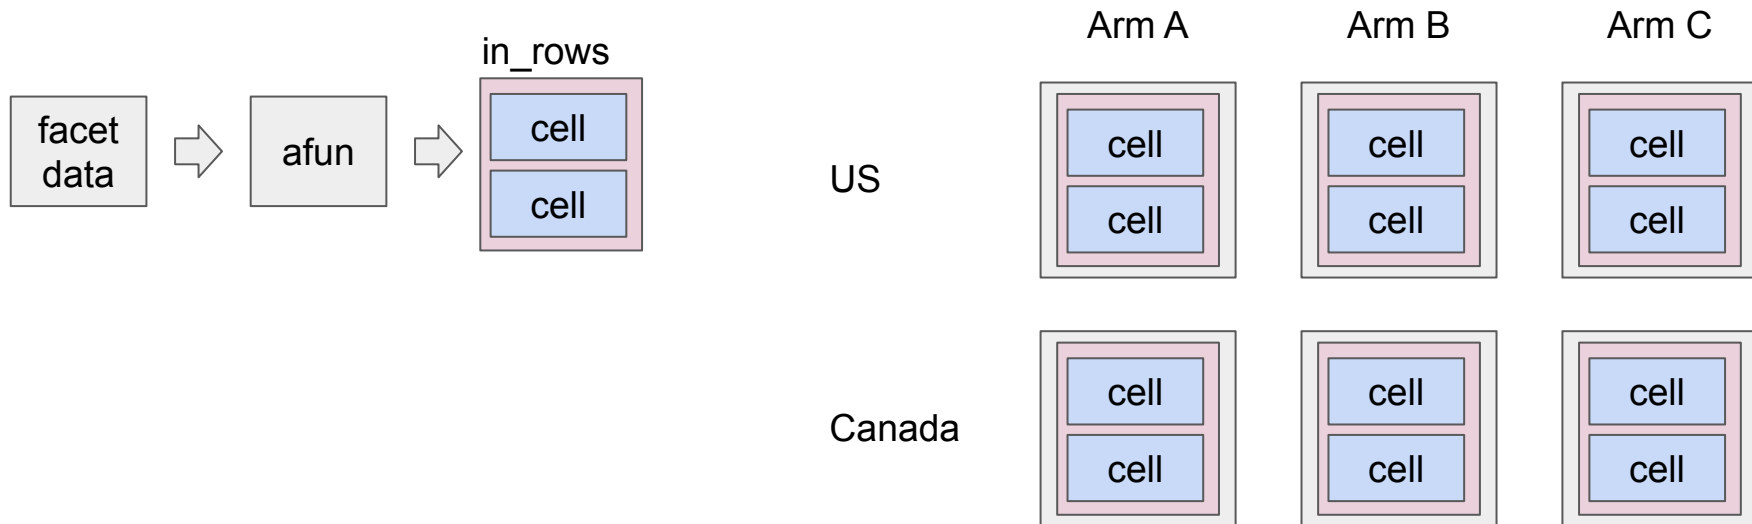 in_rows
facet
data
afun
cell
cell
Arm A Arm B Arm C
US
cell cell cell
cell cell cell
Canada
cell cell cell
cell cell cell